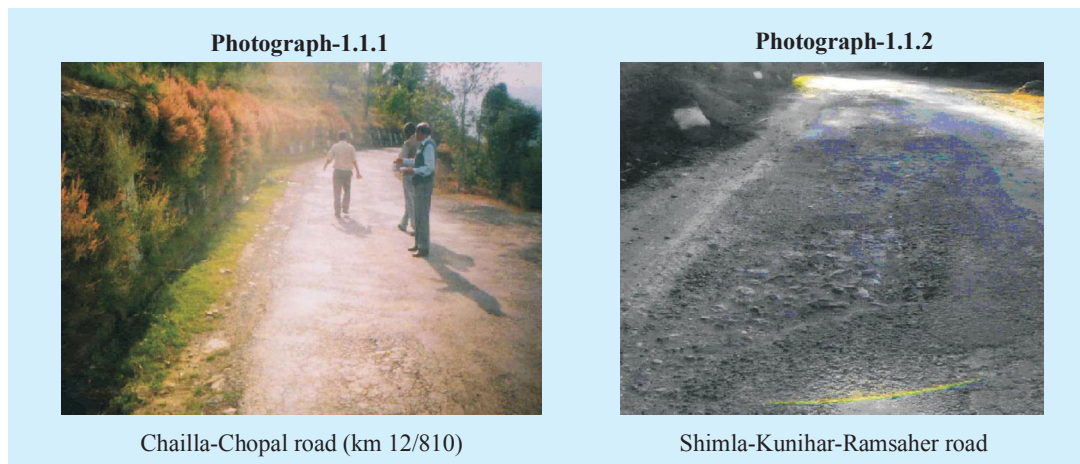 Photograph-1.1.1
Chailla-Chopal road (km 12/810)
Photograph-1.1.2
Shimla-Kunihar-Ramsaher road